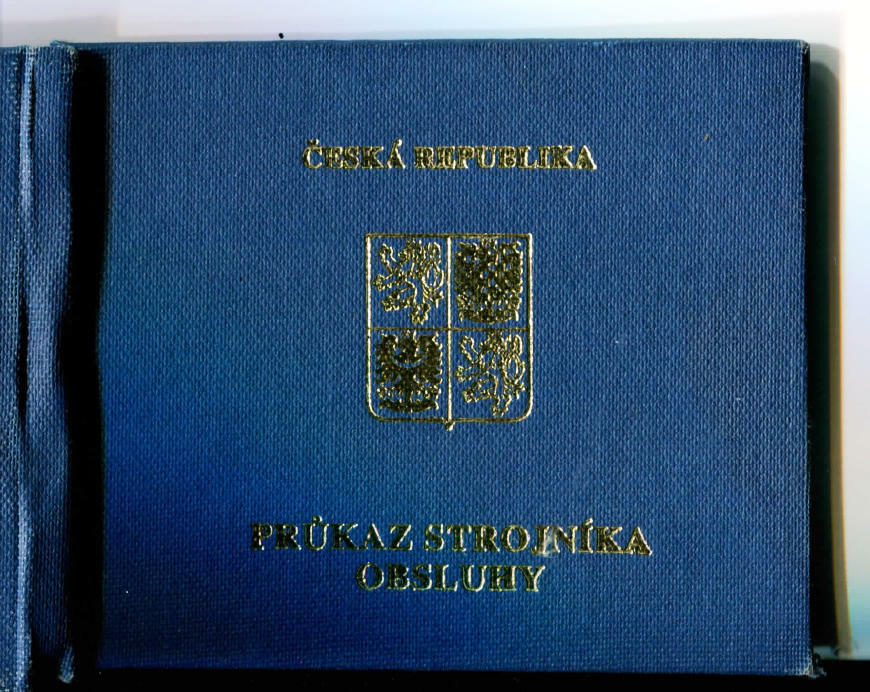 ČESKÁ REPUBLIKA
PRŮKAZ STROJNÍKA
OBSLUHY